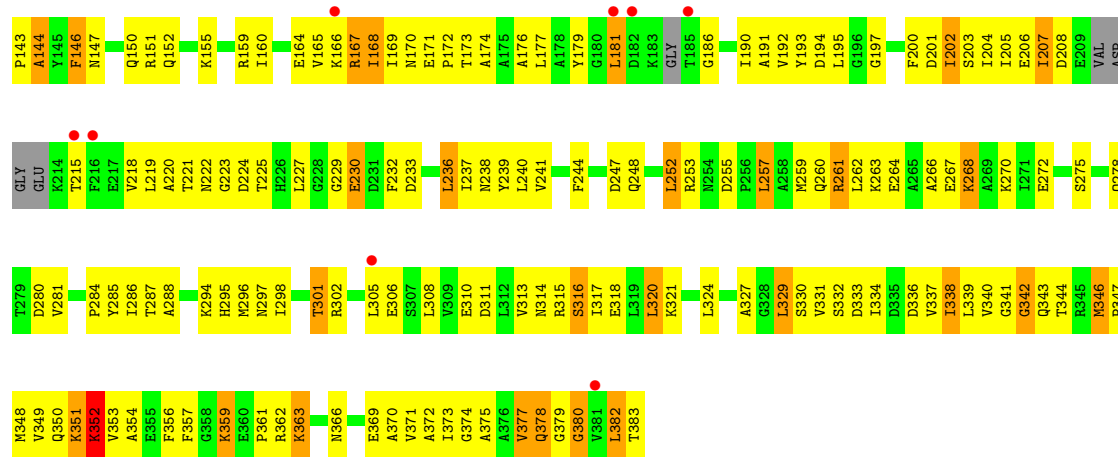 P143 A144 Y145 F146 N147 Q150 R151 Q152 K155 R159 I160 E164 V165 K166 R167 I168 I169 N170 E171 P172 T173 A174 A175 A176 L177 A178 Y179 G180 L181 D182 K183 GLY T185 G186 I190 A191 V192 Y193 D194 L195 G196 G197 F200 D201 I202 S203 I204 I205 E206 I207 D208 E209 VAL ASP
GLY GLU K214 T215 F216 E217 V218 L219 A220 T221 N222 G223 D224 T225 H226 L227 G228 G229 E230 D231 F232 D233 L236 I237 N238 Y239 L240 V241 F244 D247 Q248 L252 R253 N254 D255 P256 L257 A258 M259 Q260 R261 L262 K263 E264 A265 A266 E267 K268 A269 K270 I271 E272 S275 Q278
T279 D280 V281 P284 Y285 I286 T287 A288 K294 H295 M296 N297 I298 T301 R302 L305 E306 S307 L308 V309 E310 D311 L312 V313 N314 R315 S316 I317 E318 L319 L320 K321 L324 A327 G328 L329 S330 V331 S332 D333 I334 D335 D336 V337 I338 L339 V340 G341 G342 Q343 T344 R345 M346 P347
M348 V349 Q350 K351 K352 V353 A354 E355 F356 F357 G358 K359 E360 P361 R362 K363 N366 E369 A370 V371 A372 I373 G374 A375 A376 V377 Q378 G379 G380 V381 L382 T383